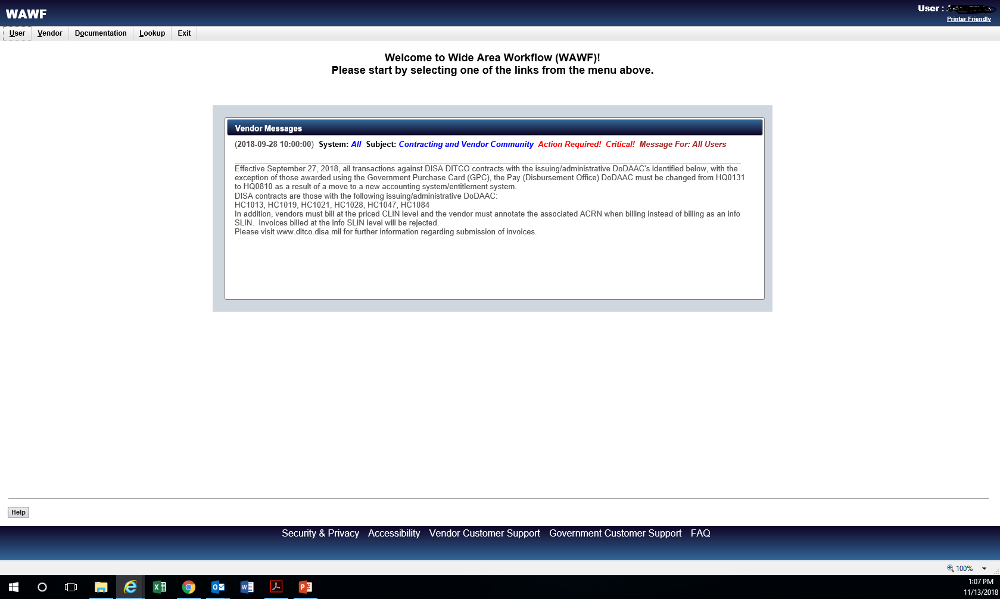 WAWF
User :
Printer Friendly
User Vendor Documentation Lookup Exit
Welcome to Wide Area Workflow (WAWF)!
Please start by selecting one of the links from the menu above.
Vendor Messages
(2018-09-28 10:00:00) System: All Subject: Contracting and Vendor Community Action Required! Critical! Message For: All Users
Effective September 27, 2018, all transactions against DISA DITCO contracts with the issuing/administrative DoDAAC's identified below, with the
exception of those awarded using the Government Purchase Card (GPC), the Pay (Disbursement Office) DoDAAC must be changed from HQ0131
to HQ0810 as a result of a move to a new accounting system/entitlement system.
DISA contracts are those with the following issuing/administrative DoDAAC:
HC1013, HC1019, HC1021, HC1028, HC1047, HC1084
In addition, vendors must bill at the priced CLIN level and the vendor must annotate the associated ACRN when billing instead of billing as an info
SLIN. Invoices billed at the info SLIN level will be rejected.
Please visit www.ditco.disa.mil for further information regarding submission of invoices.
Help
Security & Privacy Accessibility Vendor Customer Support Government Customer Support FAQ
100%
1:07 PM
11/13/2018